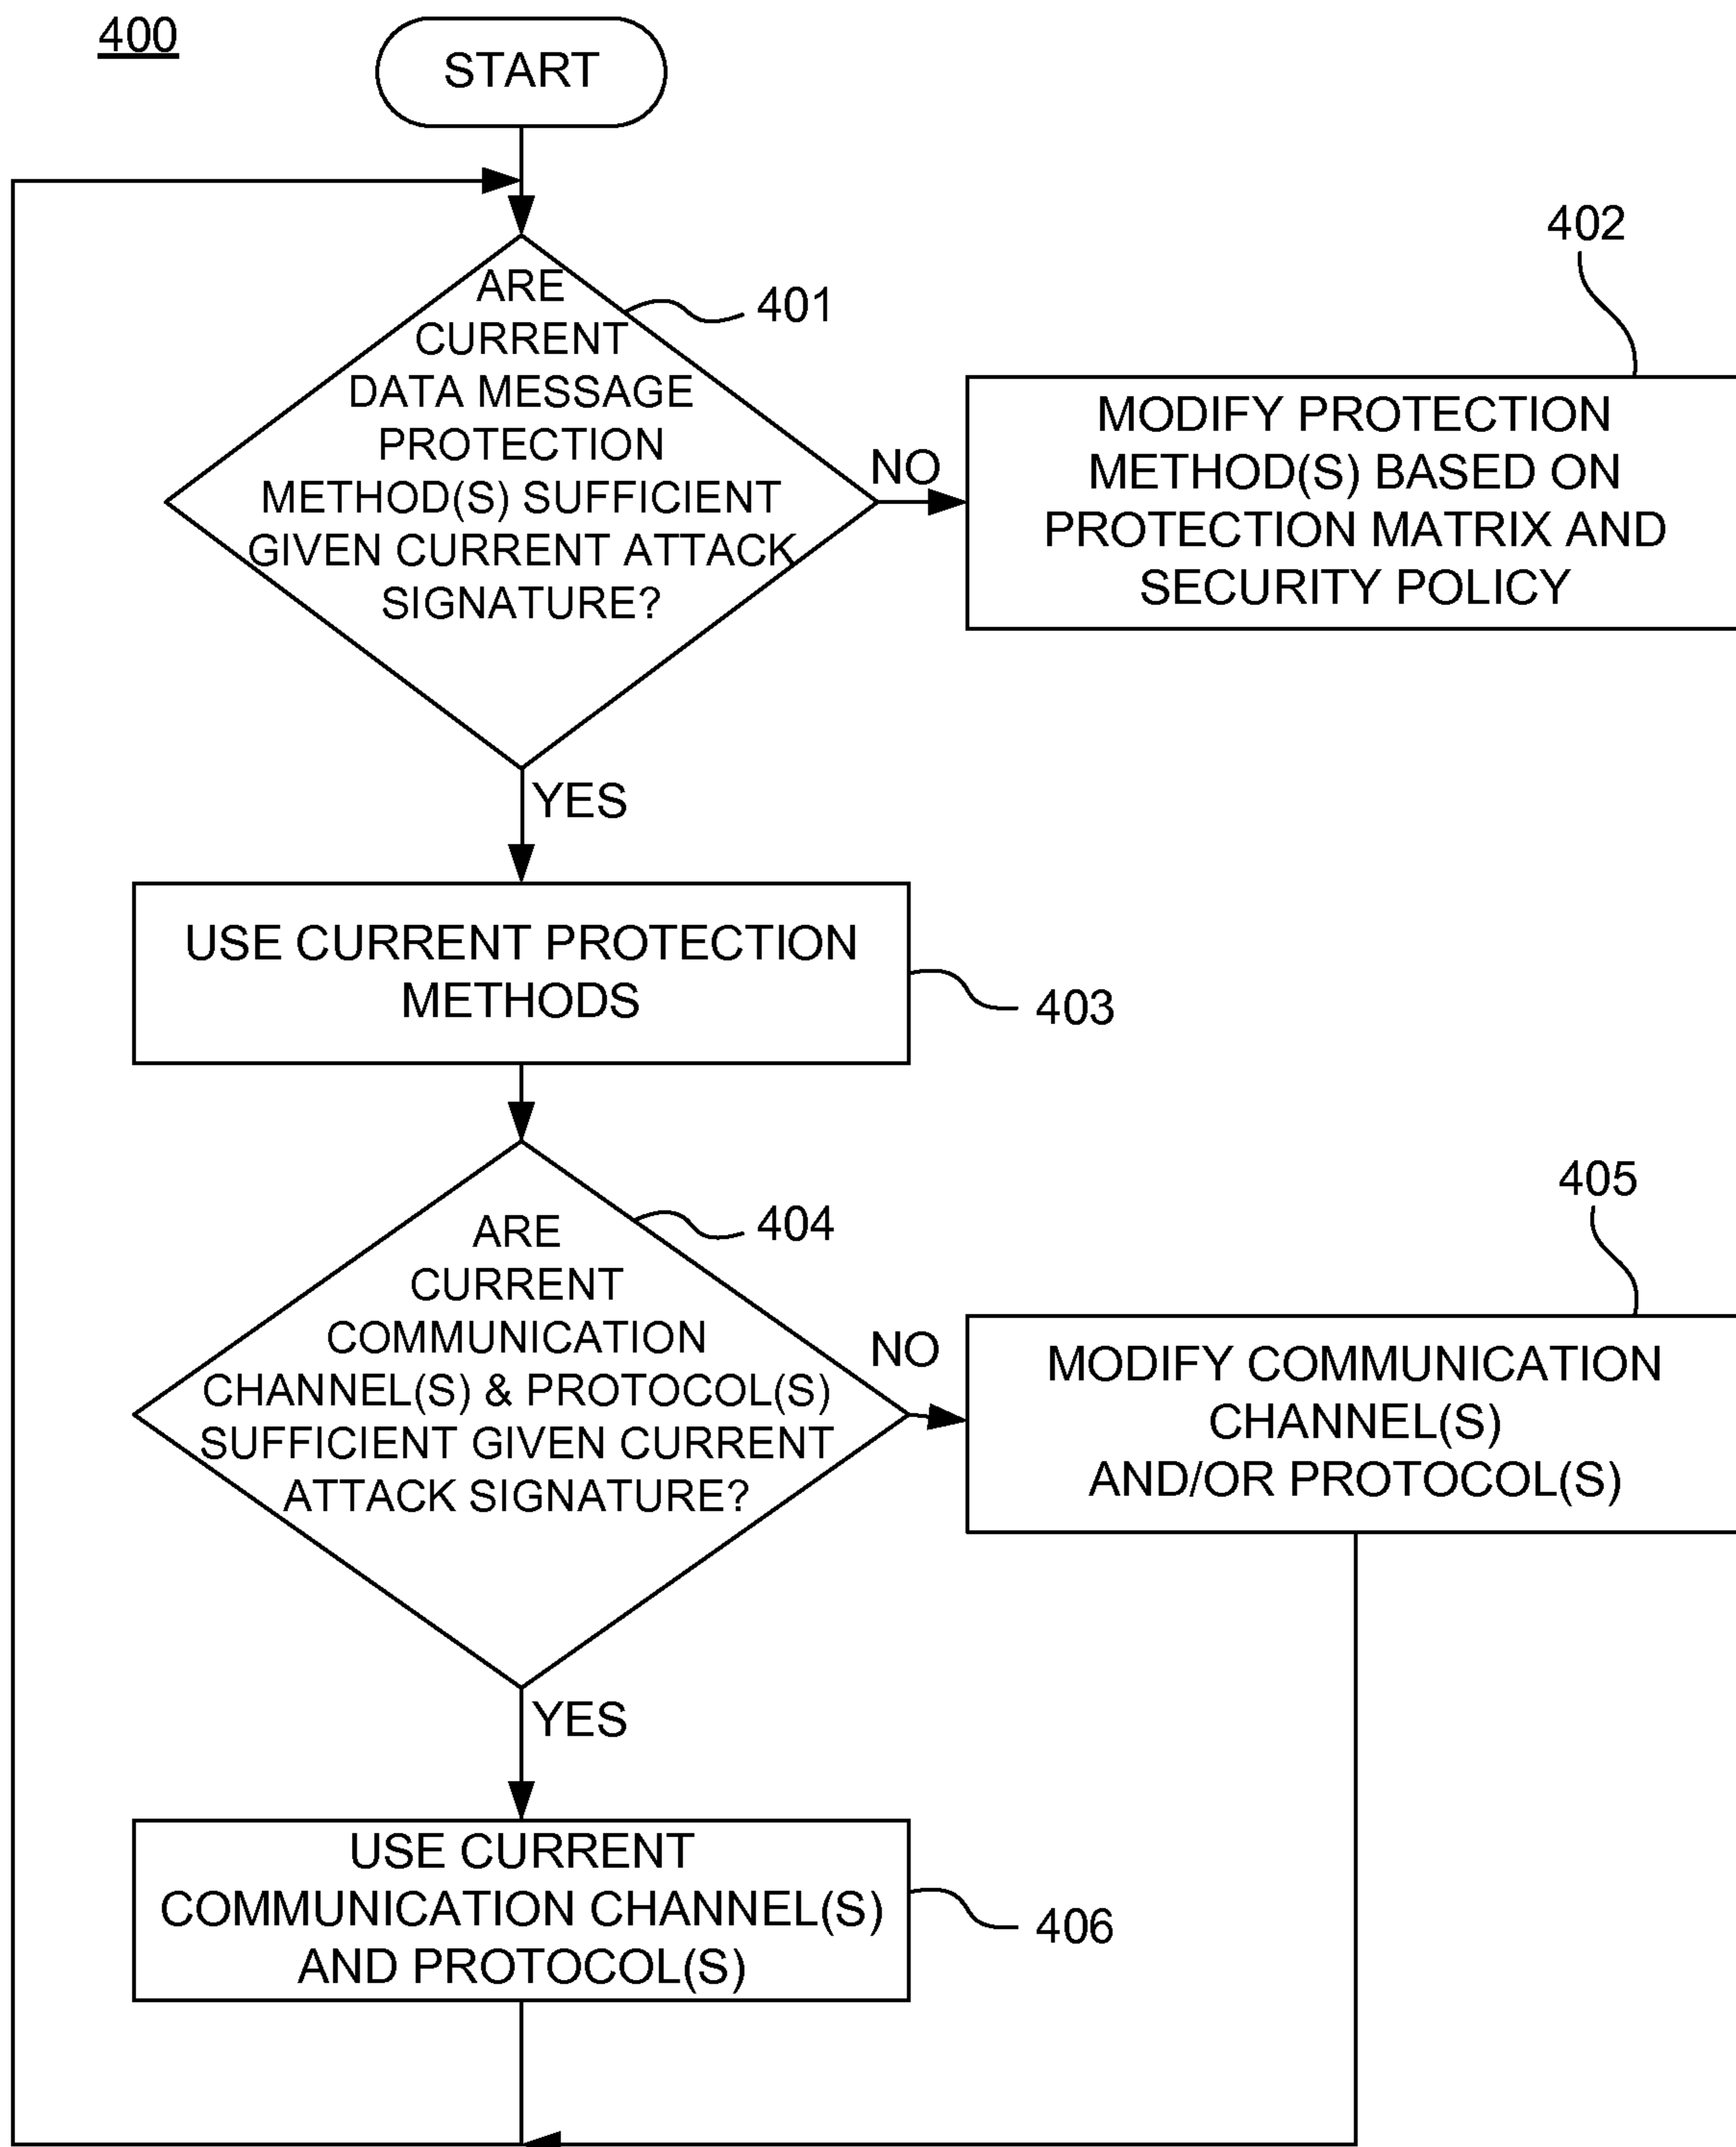 400
START
ARE
CURRENT
DATA MESSAGE
PROTECTION
METHOD(S) SUFFICIENT
GIVEN CURRENT ATTACK
SIGNATURE?
401
NO
402
MODIFY PROTECTION
METHOD(S) BASED ON
PROTECTION MATRIX AND
SECURITY POLICY
YES
USE CURRENT PROTECTION
METHODS
403
ARE
CURRENT
COMMUNICATION
CHANNEL(S) & PROTOCOL(S)
SUFFICIENT GIVEN CURRENT
ATTACK SIGNATURE?
404
NO
405
MODIFY COMMUNICATION
CHANNEL(S)
AND/OR PROTOCOL(S)
YES
USE CURRENT
COMMUNICATION CHANNEL(S)
AND PROTOCOL(S)
406